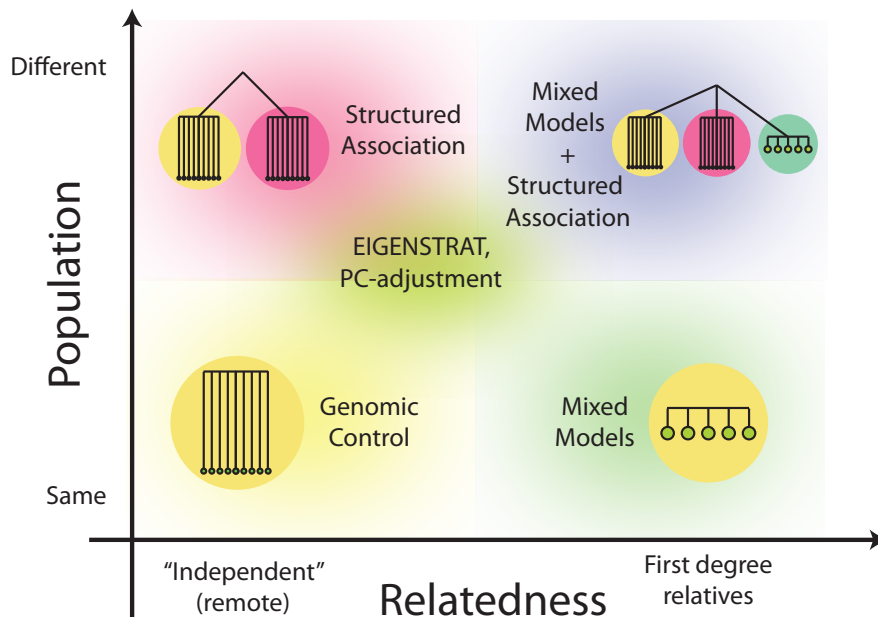 Different
Structured
Association
Mixed
Models
+
Structured
Association
EIGENSTRAT,
PC-adjustment
Population
Genomic
Control
Mixed
Models
Same
“Independent”
(remote)
Relatedness
First degree
relatives